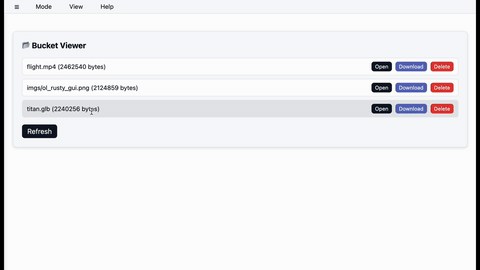 Mode View Help
Bucket Viewer
flight.mp4 (2462540 bytes) Open Download Delete
imgs/ol_rusty_gui.png (2124859 bytes) Open Download Delete
titan.glb (2240256 bytes) Open Download Delete
Refresh